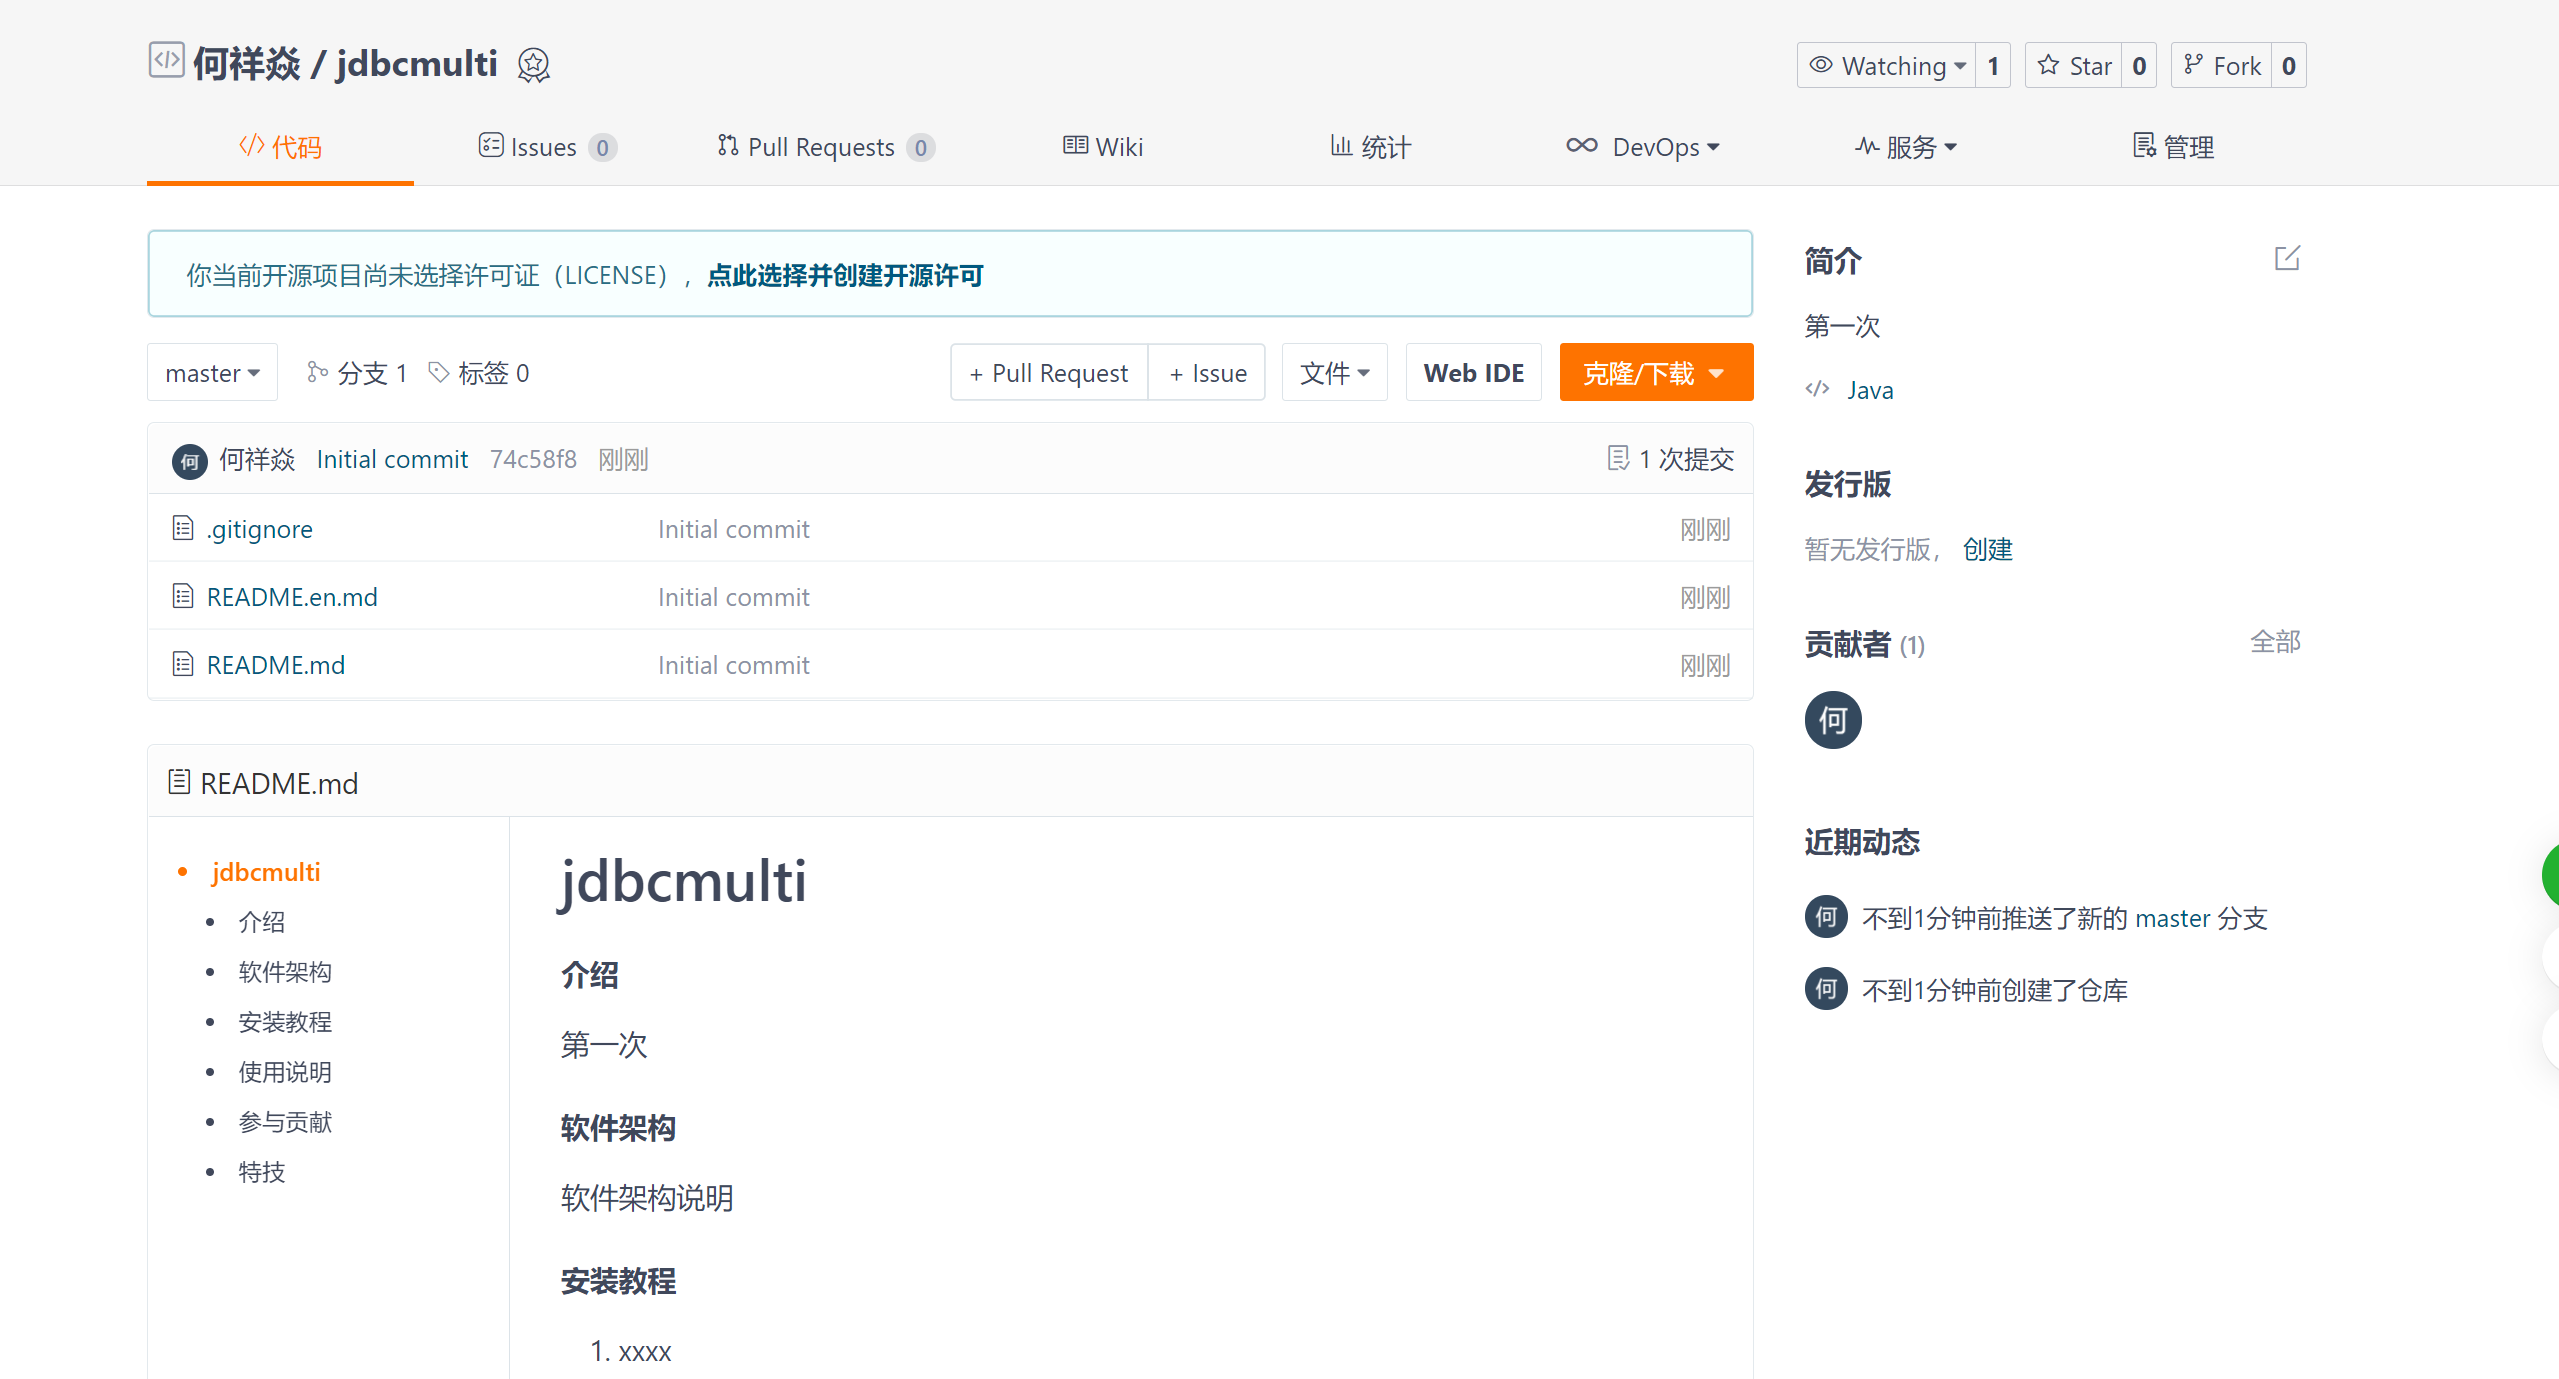 何祥焱 / jdbcmulti
Watching 1 Star 0 Fork 0
代码 Issues 0 Pull Requests 0 Wiki 统计 DevOps 服务 管理
你当前开源项目尚未选择许可证（LICENSE），点此选择并创建开源许可
master 分支 1 标签 0 + Pull Request + Issue 文件 Web IDE 克隆/下载
何 何祥焱 Initial commit 74c58f8 刚刚 1 次提交
.gitignore Initial commit 刚刚
README.en.md Initial commit 刚刚
README.md Initial commit 刚刚
README.md
jdbcmulti
介绍
软件架构
安装教程
使用说明
参与贡献
特技
jdbcmulti
介绍
第一次
软件架构
软件架构说明
安装教程
1. xxxx
简介
第一次
Java
发行版
暂无发行版， 创建
贡献者 (1) 全部
何
近期动态
何 不到1分钟前推送了新的 master 分支
何 不到1分钟前创建了仓库